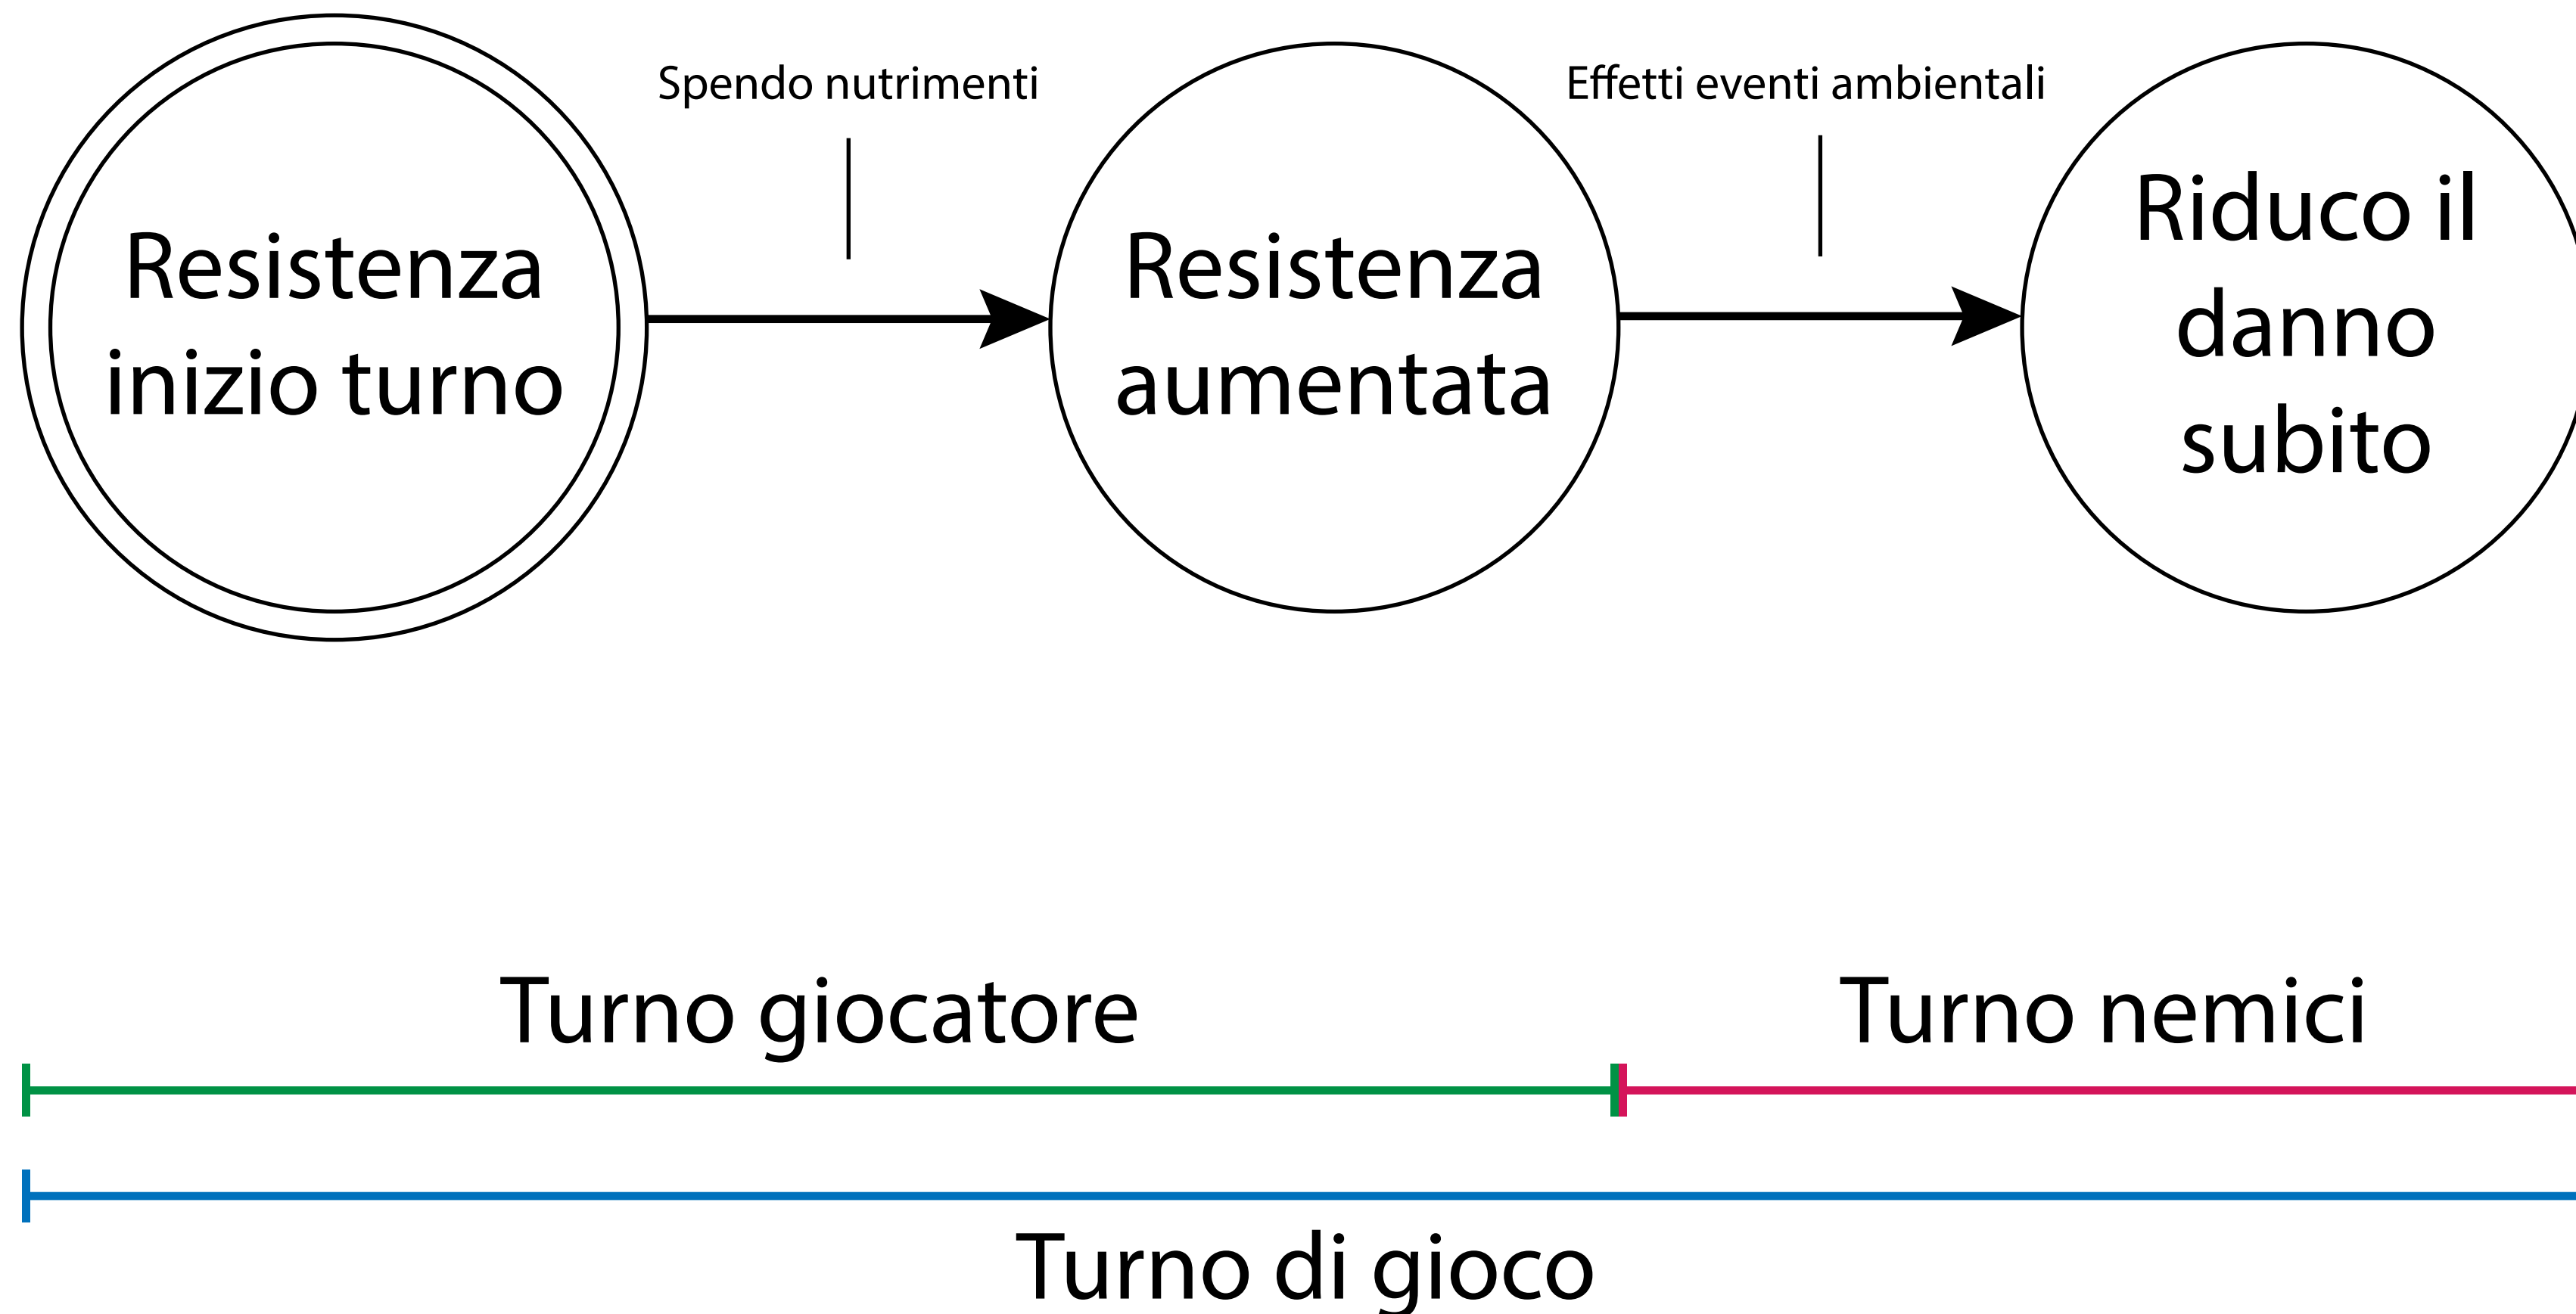 Spendo nutrimenti
Effetti eventi ambientali
Resistenza
inizio turno
Resistenza
aumentata
Riduco il
danno
subito
Turno giocatore
Turno nemici
Turno di gioco